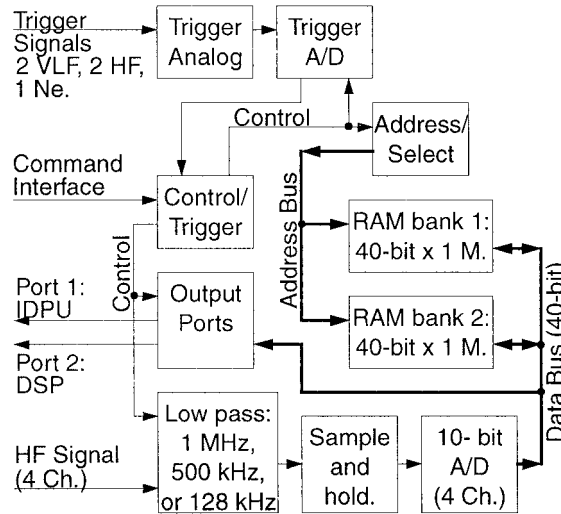 Trigger
Signals
2 VLF, 2 HF,
1 Ne.
Trigger
Analog
Trigger
A/D
Control
Address/
Select
Command
Interface
Control/
Trigger
Address Bus
RAM bank 1:
40-bit x 1 M.
Control
Port 1:
IDPU
Output
Ports
RAM bank 2:
40-bit x 1 M.
Port 2:
DSP
Data Bus (40-bit)
Low pass:
1 MHz,
500 kHz,
or 128 kHz
Sample
and
hold.
10- bit
A/D
(4 Ch.)
HF Signal
(4 Ch.)